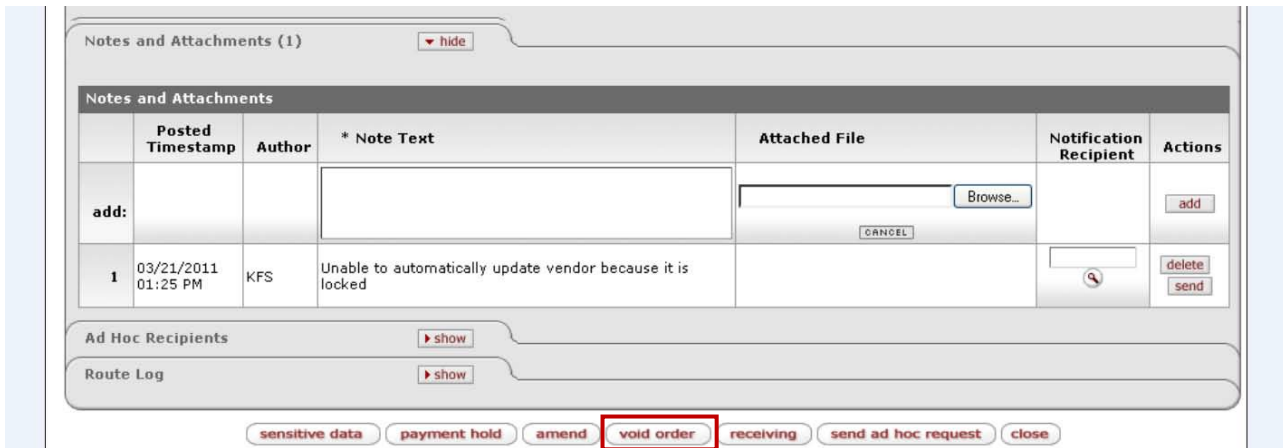 Notes and Attachments (1) hide
Notes and Attachments
Posted Timestamp Author * Note Text Attached File Notification Recipient Actions
add: Browse... add
CANCEL
1 03/21/2011 01:25 PM KFS Unable to automatically update vendor because it is locked delete send
Ad Hoc Recipients show
Route Log show
sensitive data payment hold amend void order receiving send ad hoc request close